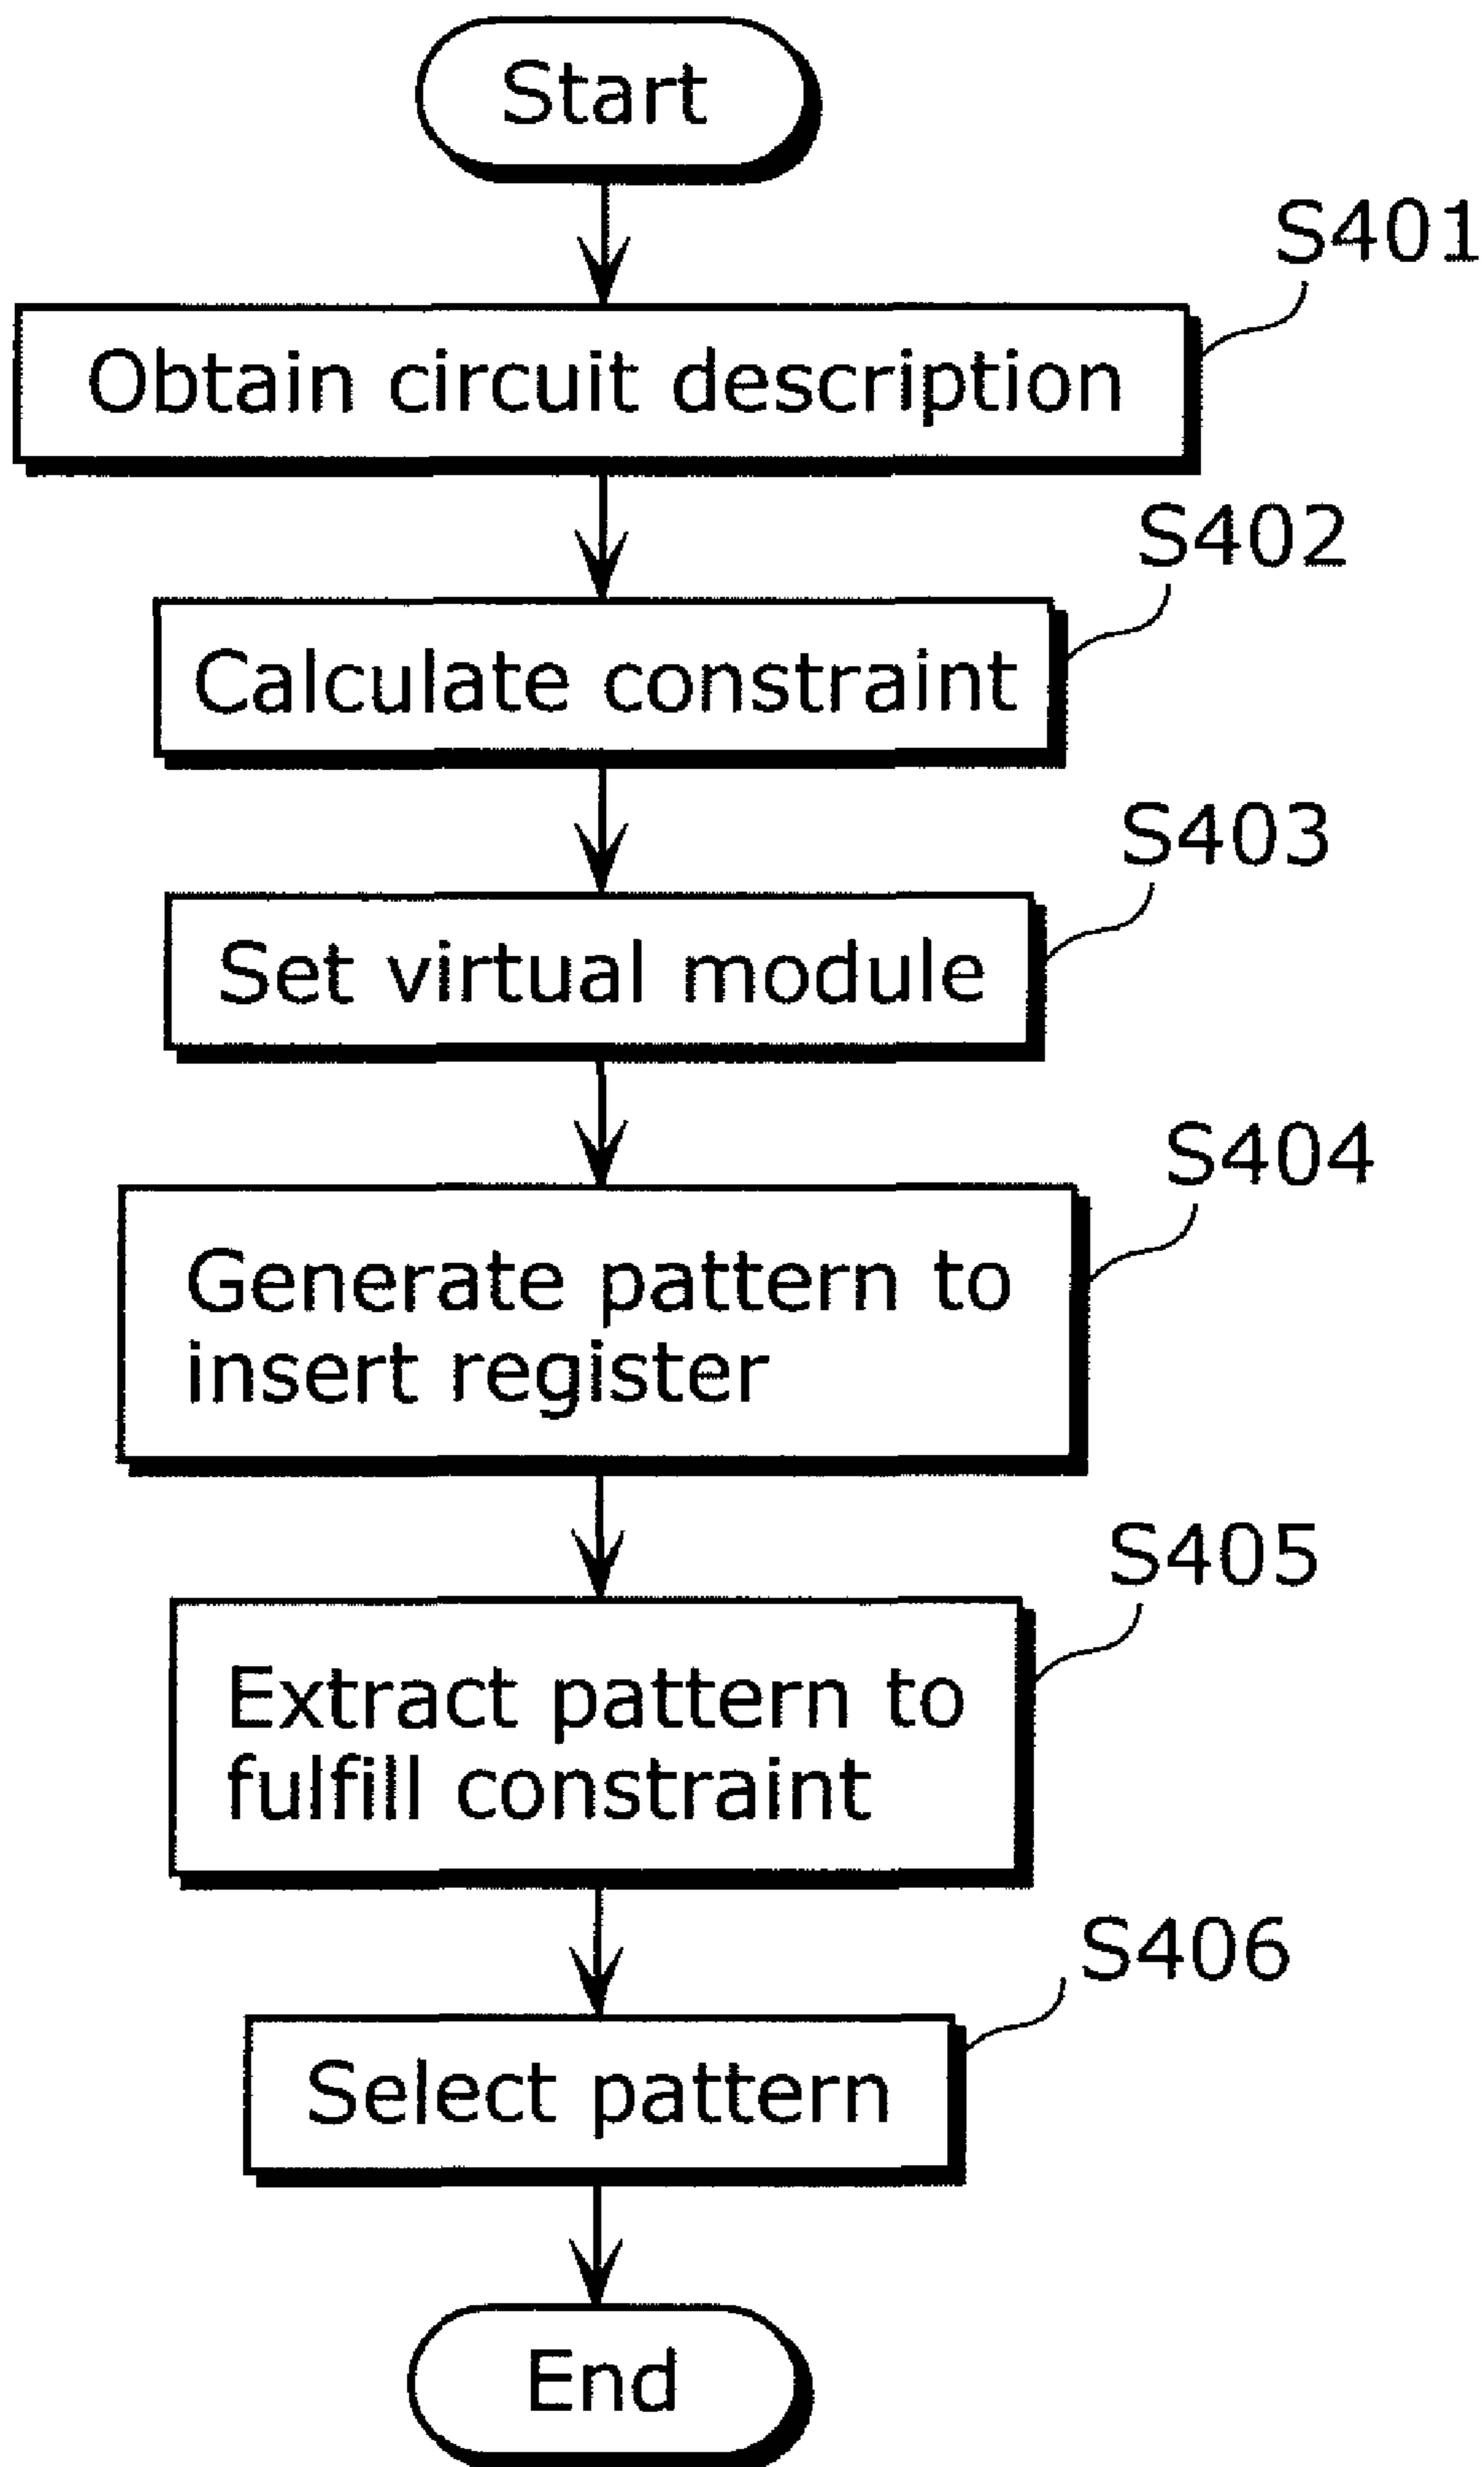 Start
S401
Obtain circuit description
S402
Calculate constraint
S403
Set virtual module
S404
Generate pattern to
insert register
S405
Extract pattern to
fulfill constraint
S406
Select pattern
End